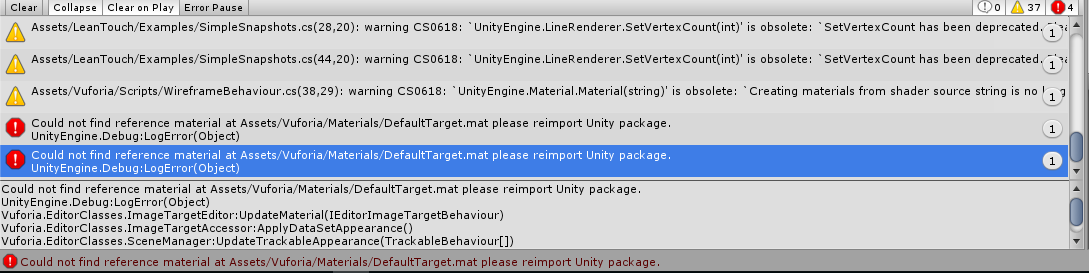 Clear Collapse Clear on Play Error Pause 0 37 4
Assets/LeanTouch/Examples/SimpleSnapshots.cs(28,20): warning CS0618: `UnityEngine.LineRenderer.SetVertexCount(int)' is obsolete: `SetVertexCount has been deprecated. 1
Assets/LeanTouch/Examples/SimpleSnapshots.cs(44,20): warning CS0618: `UnityEngine.LineRenderer.SetVertexCount(int)' is obsolete: `SetVertexCount has been deprecated. 1
Assets/Vuforia/Scripts/WireframeBehaviour.cs(38,29): warning CS0618: `UnityEngine.Material.Material(string)' is obsolete: `Creating materials from shader source string is no 1
Could not find reference material at Assets/Vuforia/Materials/DefaultTarget.mat please reimport Unity package. 1
UnityEngine.Debug:LogError(Object)
Could not find reference material at Assets/Vuforia/Materials/DefaultTarget.mat please reimport Unity package. 1
UnityEngine.Debug:LogError(Object)
Could not find reference material at Assets/Vuforia/Materials/DefaultTarget.mat please reimport Unity package.
UnityEngine.Debug:LogError(Object)
Vuforia.EditorClasses.ImageTargetEditor:UpdateMaterial(IEditorImageTargetBehaviour)
Vuforia.EditorClasses.ImageTargetAccessor:ApplyDataSetAppearance()
Vuforia.EditorClasses.SceneManager:UpdateTrackableAppearance(TrackableBehaviour[])
Could not find reference material at Assets/Vuforia/Materials/DefaultTarget.mat please reimport Unity package.